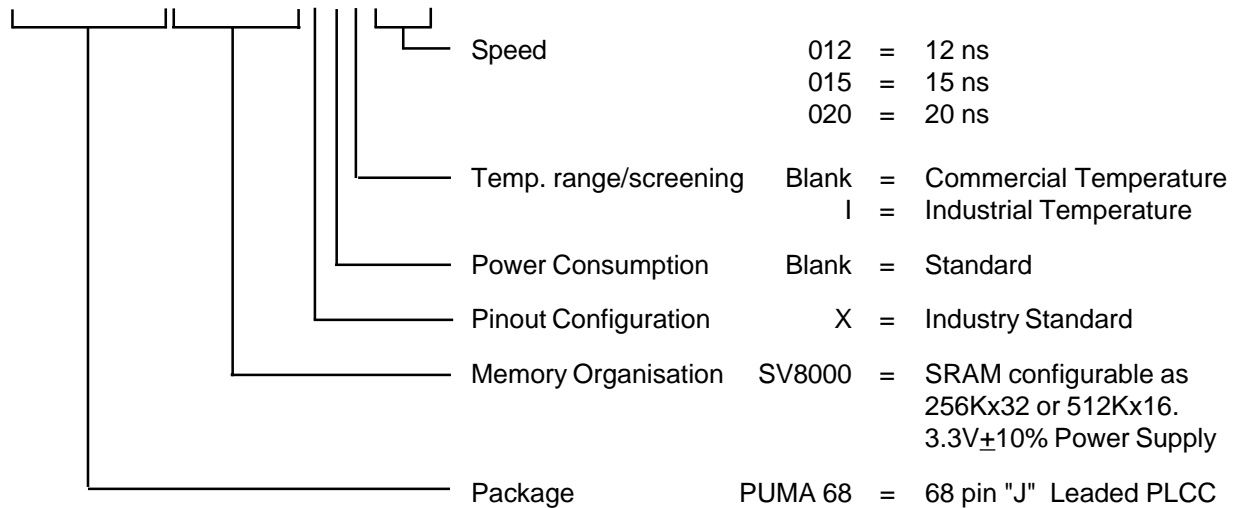 Speed 012 = 12 ns
015 = 15 ns
020 = 20 ns
Temp. range/screening Blank = Commercial Temperature
I = Industrial Temperature
Power Consumption Blank = Standard
Pinout Configuration X = Industry Standard
Memory Organisation SV8000 = SRAM configurable as
256Kx32 or 512Kx16.
3.3V±10% Power Supply
Package PUMA 68 = 68 pin "J" Leaded PLCC